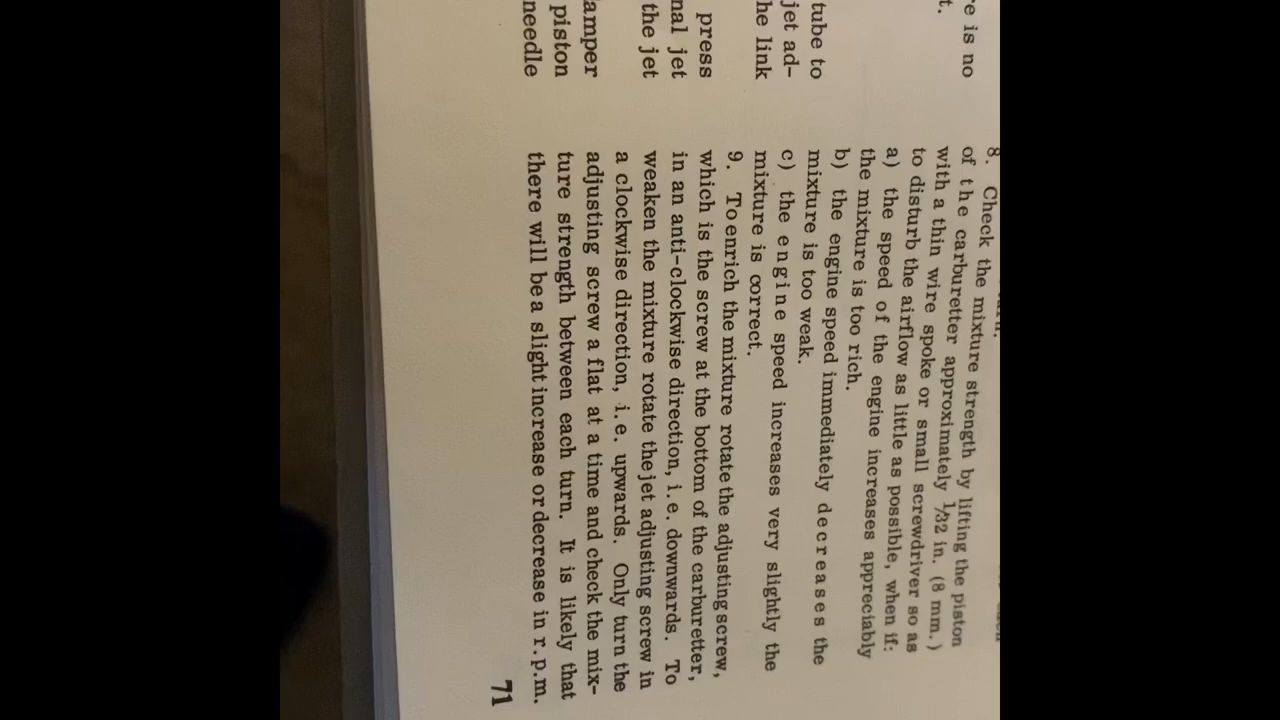 re is no
t.
tube to
jet ad-
he link
press
nal jet
the jet
amper
piston
needle
8. Check the mixture strength by lifting the piston
of the carburetter approximately 1/32 in. (8 mm.)
with a thin wire spoke or small screwdriver so as
to disturb the airflow as little as possible, when if:
a) the speed of the engine increases appreciably
the mixture is too rich.
b) the engine speed immediately decreases the
mixture is too weak.
c) the engine speed increases very slightly the
mixture is correct.
9. To enrich the mixture rotate the adjusting screw,
which is the screw at the bottom of the carburetter,
in an anti-clockwise direction, i.e. downwards. To
weaken the mixture rotate the jet adjusting screw in
a clockwise direction, i.e. upwards. Only turn the
adjusting screw a flat at a time and check the mix-
ture strength between each turn. It is likely that
there will be a slight increase or decrease in r.p.m.
71